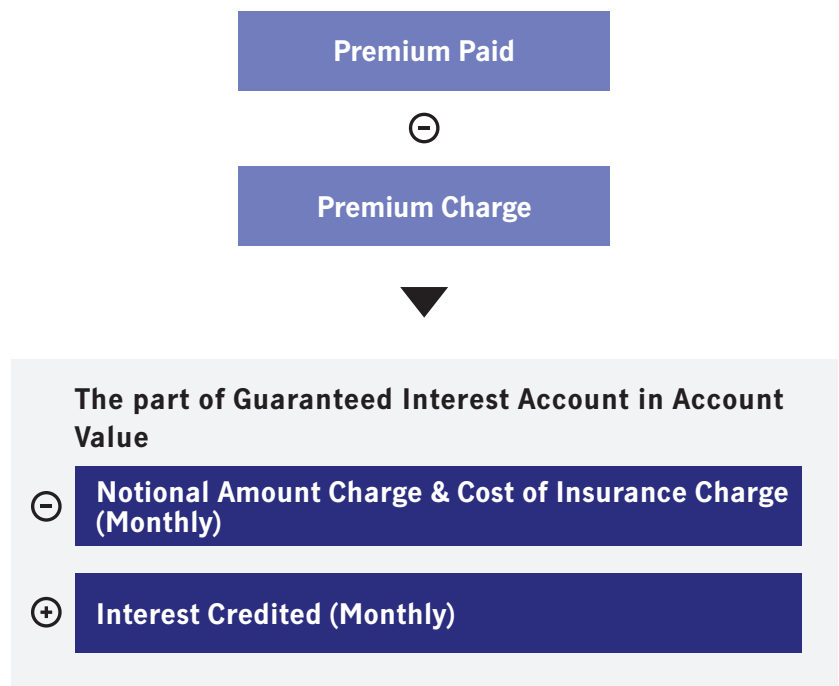 Premium Paid
Premium Charge
The part of Guaranteed Interest Account in Account
Value
Notional Amount Charge & Cost of Insurance Charge
(Monthly)
Interest Credited (Monthly)